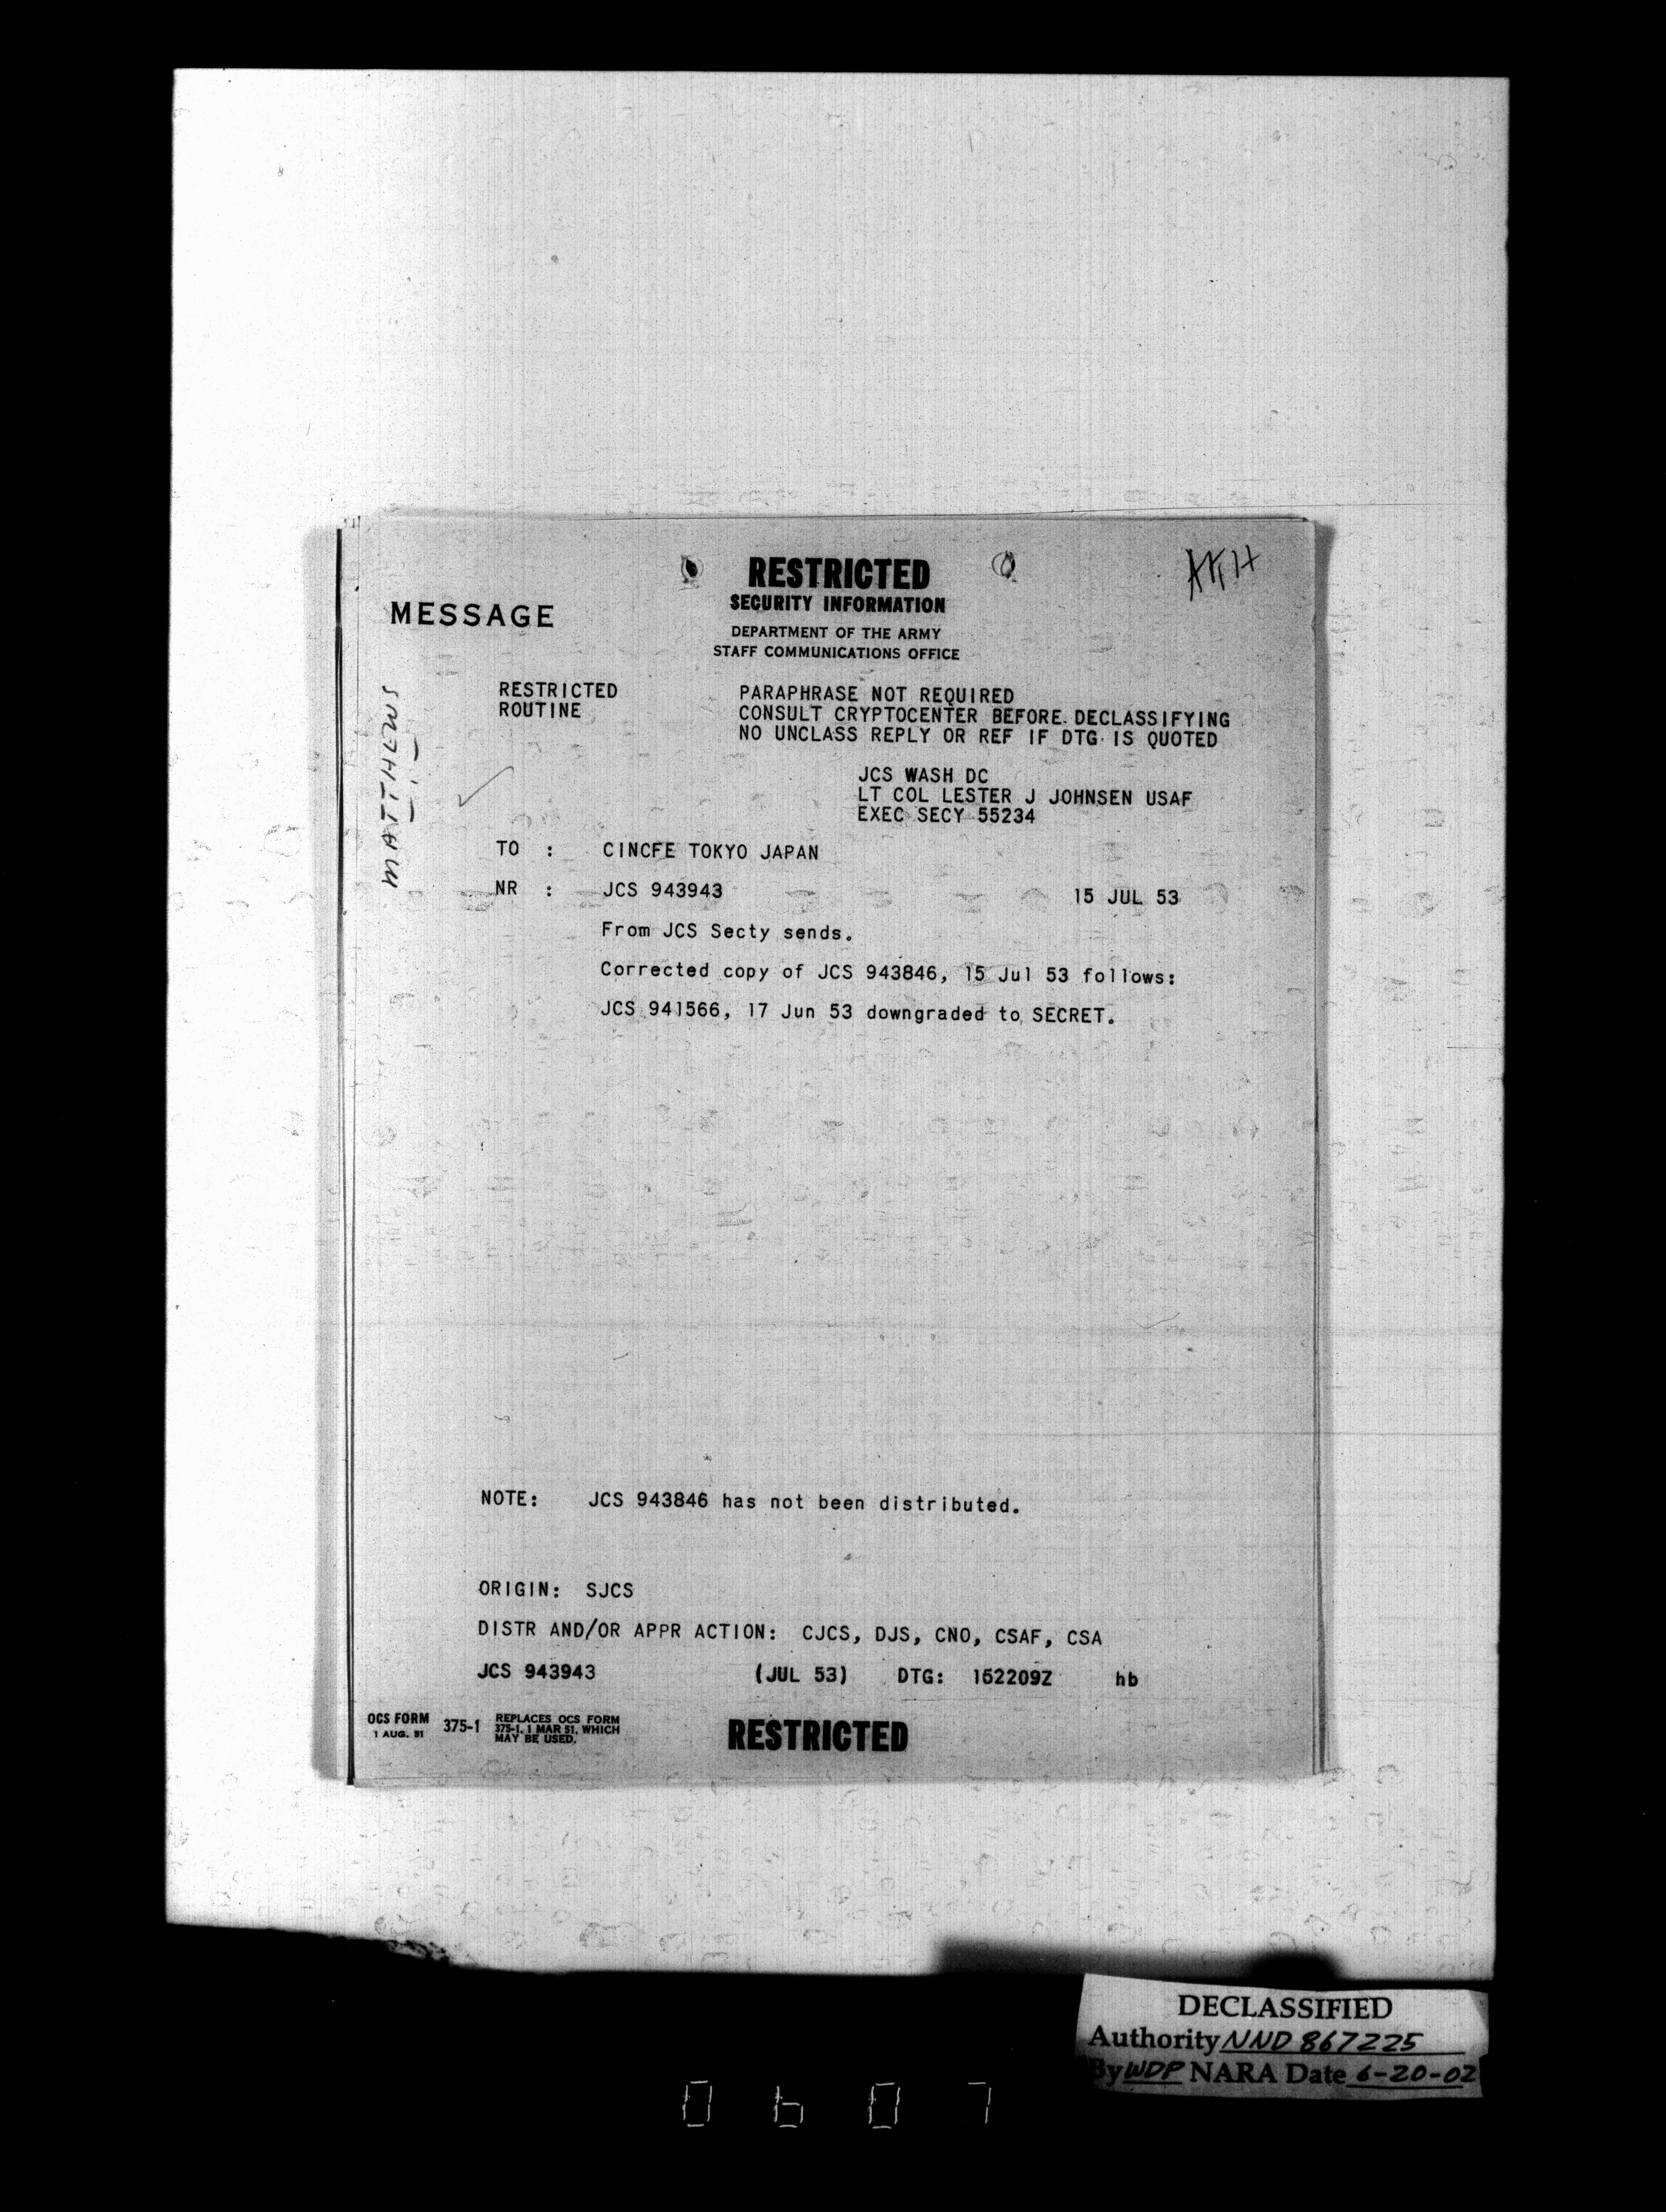 RESTRICTED
SECURITY INFORMATION
MESSAGE
DEPARTMENT OF THE ARMY
STAFF COMMUNICATIONS OFFICE
RESTRICTED
ROUTINE
PARAPHRASE NOT REQUIRED
CONSULT CRYPTOCENTER BEFORE DECLASSIFYING
NO UNCLASS REPLY OR REF IF DTG IS QUOTED
JCS WASH DC
LT COL LESTER J JOHNSEN USAF
EXEC SECY 55234
TO : CINCFE TOKYO JAPAN
NR : JCS 943943 15 JUL 53
From JCS Secty sends.
Corrected copy of JCS 943846, 15 Jul 53 follows:
JCS 941566, 17 Jun 53 downgraded to SECRET.
NOTE: JCS 943846 has not been distributed.
ORIGIN: SJCS
DISTR AND/OR APPR ACTION: CJCS, DJS, CNO, CSAF, CSA
JCS 943943 (JUL 53) DTG: 152209Z hb
OCS FORM 375-1
1 AUG. 51
REPLACES OCS FORM
375-1, 1 MAR 51, WHICH
MAY BE USED.
RESTRICTED
DECLASSIFIED
Authority NND 867225
By WDP NARA Date 6-20-02